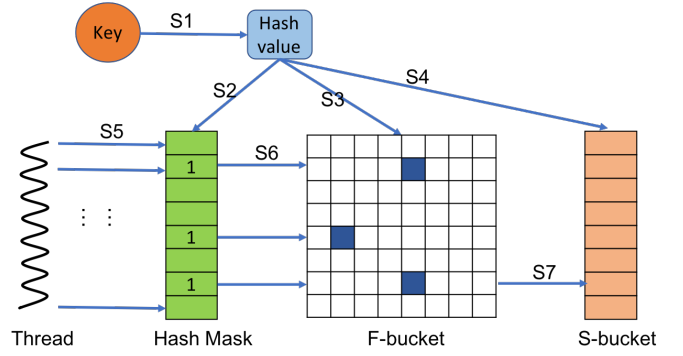 Key
S1
Hash
value
S2
S3
S4
S5
1
S6
⋮ ⋮
1
1
S7
Thread
Hash Mask
F-bucket
S-bucket